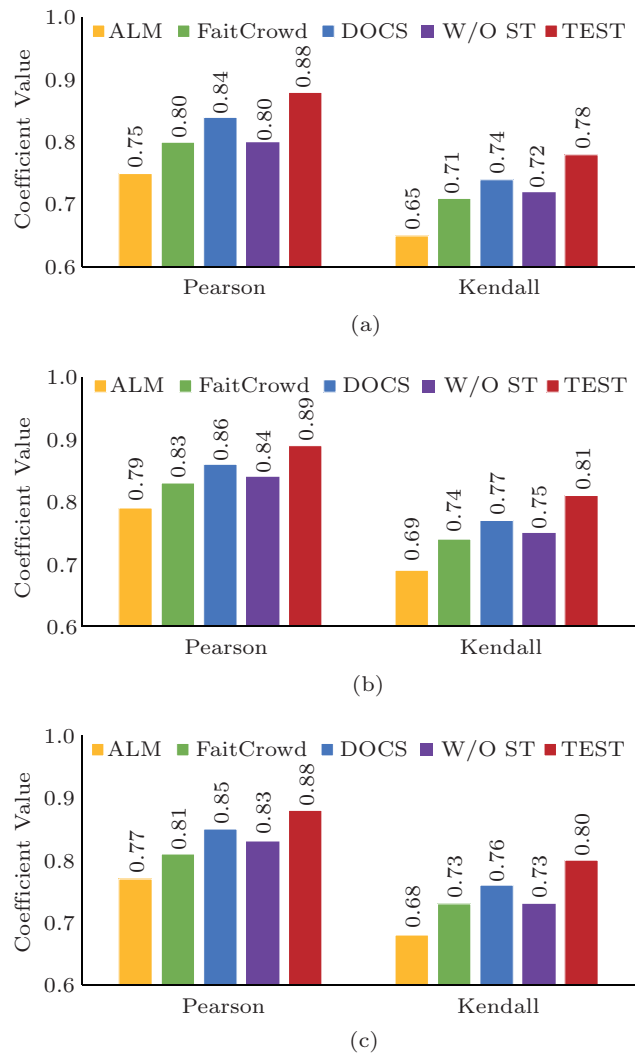 1.0
ALM FaitCrowd DOCS W/O ST TEST
0.9
0.8
0.7
0.6
Coefficient Value
0.75 0.80 0.84 0.80 0.88
0.65 0.71 0.74 0.72 0.78
Pearson Kendall
(a)
1.0
ALM FaitCrowd DOCS W/O ST TEST
0.9
0.8
0.7
0.6
Coefficient Value
0.79 0.83 0.86 0.84 0.89
0.69 0.74 0.77 0.75 0.81
Pearson Kendall
(b)
1.0
ALM FaitCrowd DOCS W/O ST TEST
0.9
0.8
0.7
0.6
Coefficient Value
0.77 0.81 0.85 0.83 0.88
0.68 0.73 0.76 0.73 0.80
Pearson Kendall
(c)